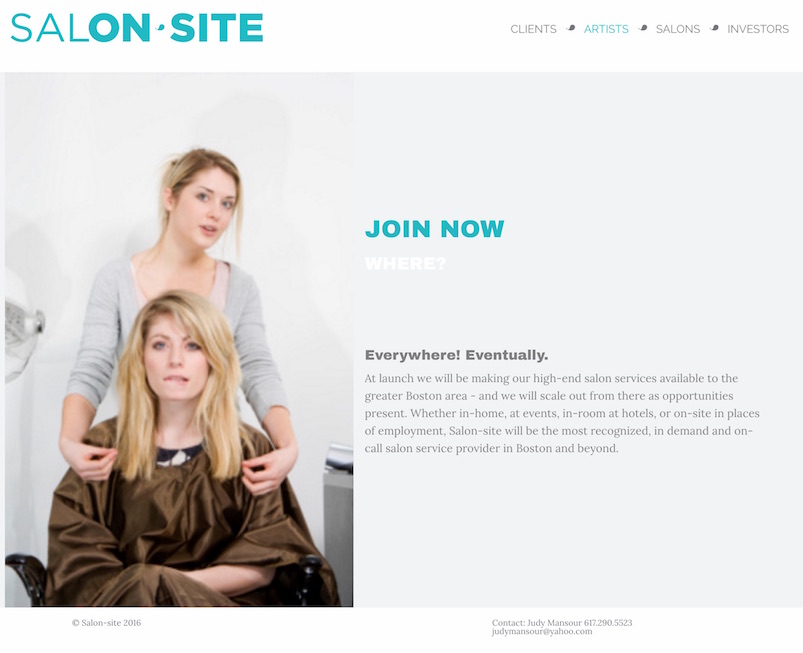 SALON·SITE
CLIENTS ARTISTS SALONS INVESTORS
JOIN NOW
WHERE?
Everywhere! Eventually.
At launch we will be making our high-end salon services available to the
greater Boston area - and we will scale out from there as opportunities
present. Whether in-home, at events, in-room at hotels, or on-site in places
of employment, Salon-site will be the most recognized, in demand and on-
call salon service provider in Boston and beyond.
© Salon-site 2016
Contact: Judy Mansour 617.290.5523
judymansour@yahoo.com